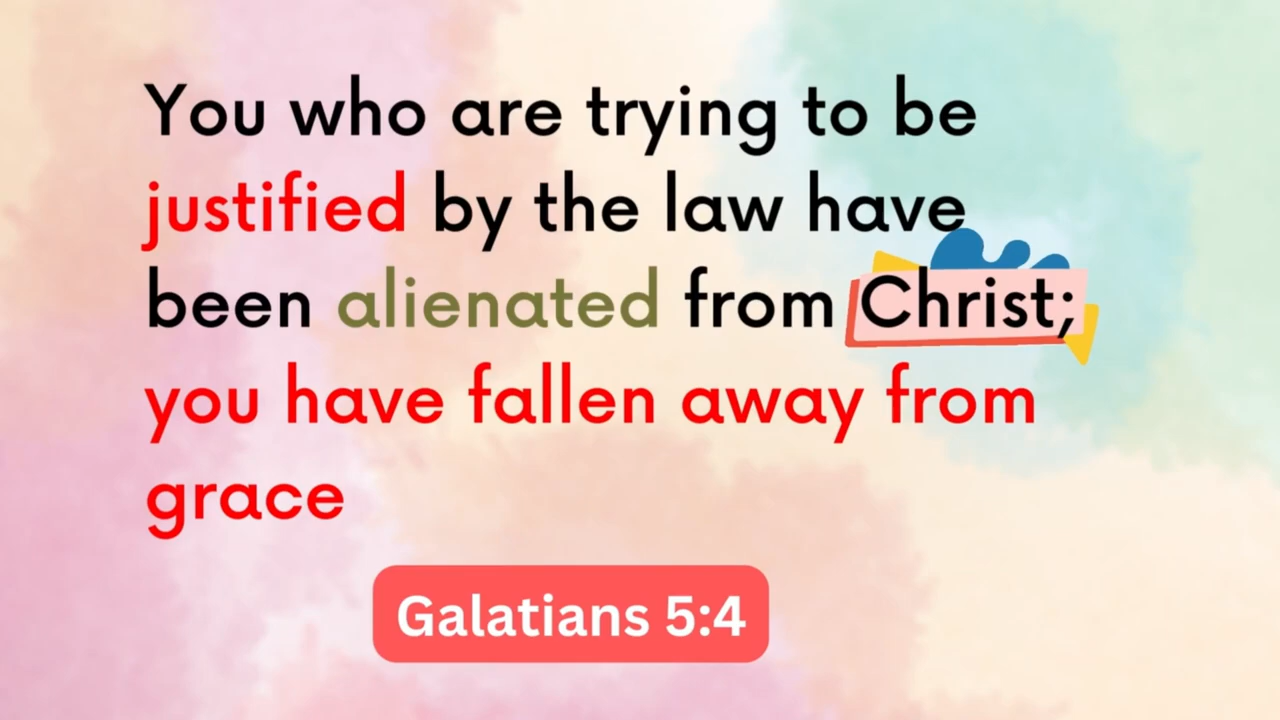 You who are trying to be
justified by the law have
been alienated from Christ;
you have fallen away from
grace
Galatians 5:4